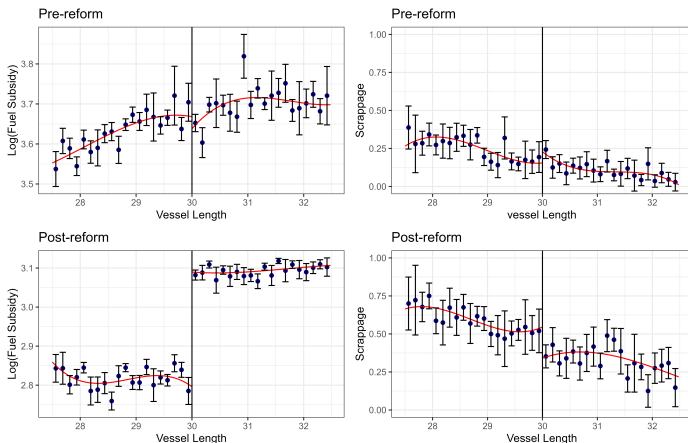 Pre-reform
Log(Fuel Subsidy)
3.8
3.7
3.6
3.5
28 29 30 31 32
Vessel Length
Pre-reform
Scrappage
1.00
0.75
0.50
0.25
0.00
28 29 30 31 32
vessel Length
Post-reform
Log(Fuel Subsidy)
3.1
3.0
2.9
2.8
28 29 30 31 32
Vessel Length
Post-reform
Scrappage
1.00
0.75
0.50
0.25
0.00
28 29 30 31 32
Vessel Length